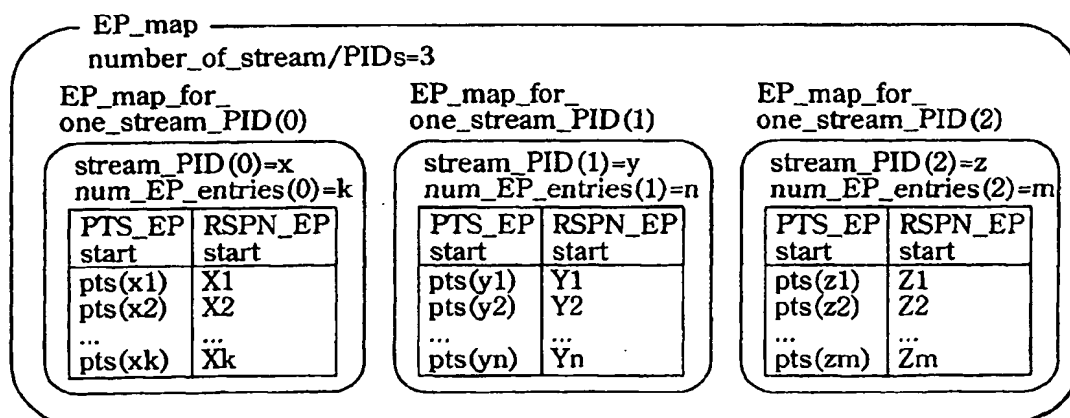 EP_map
number_of_stream/PIDs=3
EP_map_for_
one_stream_PID(0)
stream_PID(0)=x
num_EP_entries(0)=k
PTS_EP RSPN_EP
start start
pts(x1) X1
pts(x2) X2
... ...
pts(xk) Xk
EP_map_for_
one_stream_PID(1)
stream_PID(1)=y
num_EP_entries(1)=n
PTS_EP RSPN_EP
start start
pts(y1) Y1
pts(y2) Y2
... ...
pts(yn) Yn
EP_map_for_
one_stream_PID(2)
stream_PID(2)=z
num_EP_entries(2)=m
PTS_EP RSPN_EP
start start
pts(z1) Z1
pts(z2) Z2
... ...
pts(zm) Zm